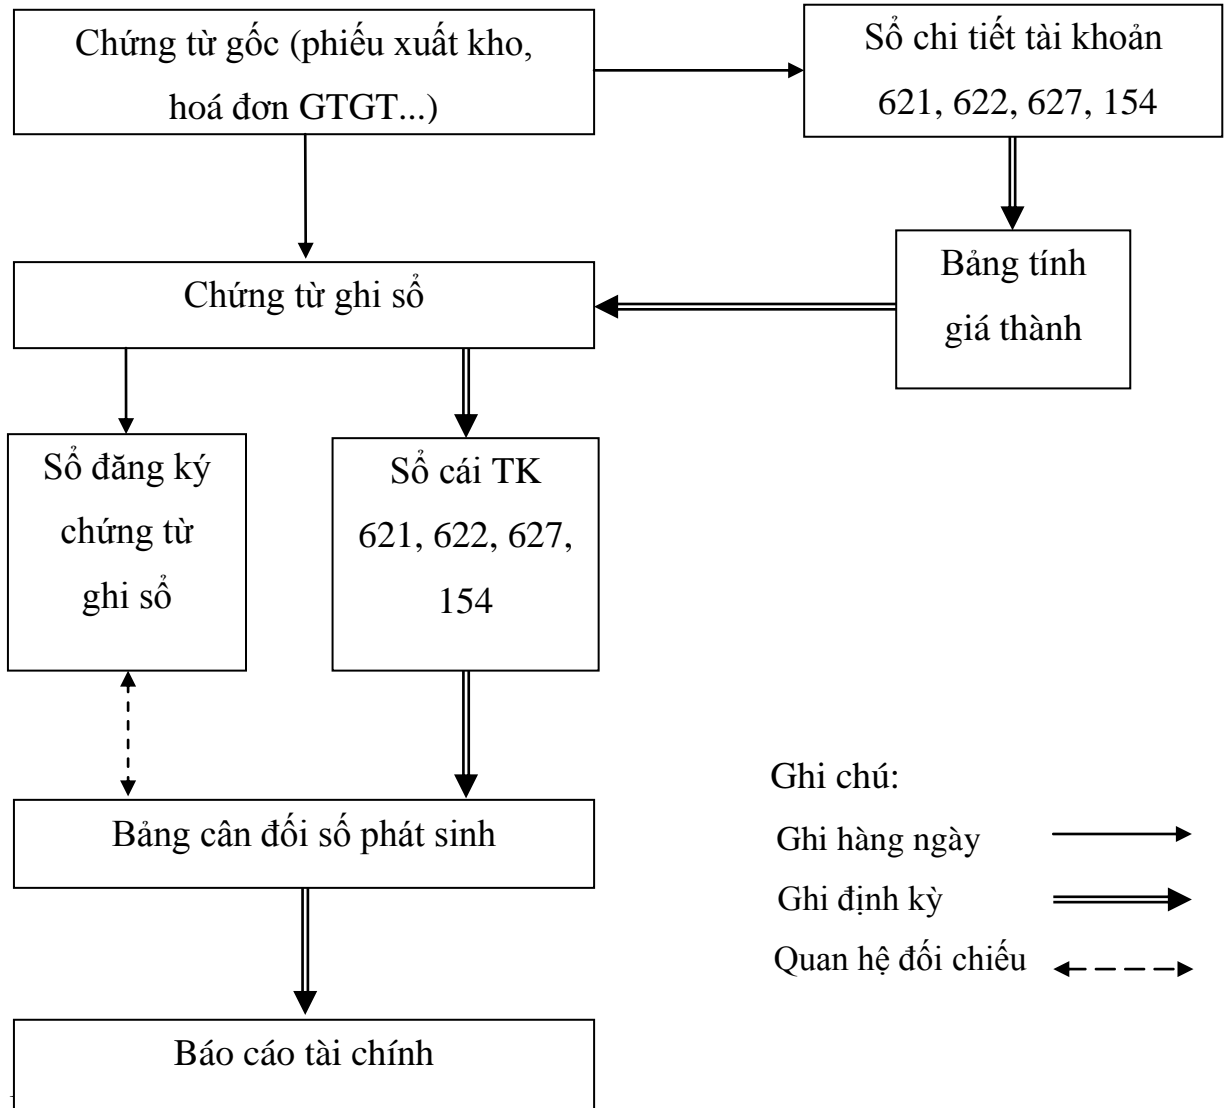 Chứng từ gốc (phiếu xuất kho,
hoá đơn GTGT...)
Sổ chi tiết tài khoản
621, 622, 627, 154
Bảng tính
giá thành
Chứng từ ghi sổ
Sổ đăng ký
chứng từ
ghi sổ
Sổ cái TK
621, 622, 627,
154
Bảng cân đối số phát sinh
Báo cáo tài chính
Ghi chú:
Ghi hàng ngày
Ghi định kỳ
Quan hệ đối chiếu